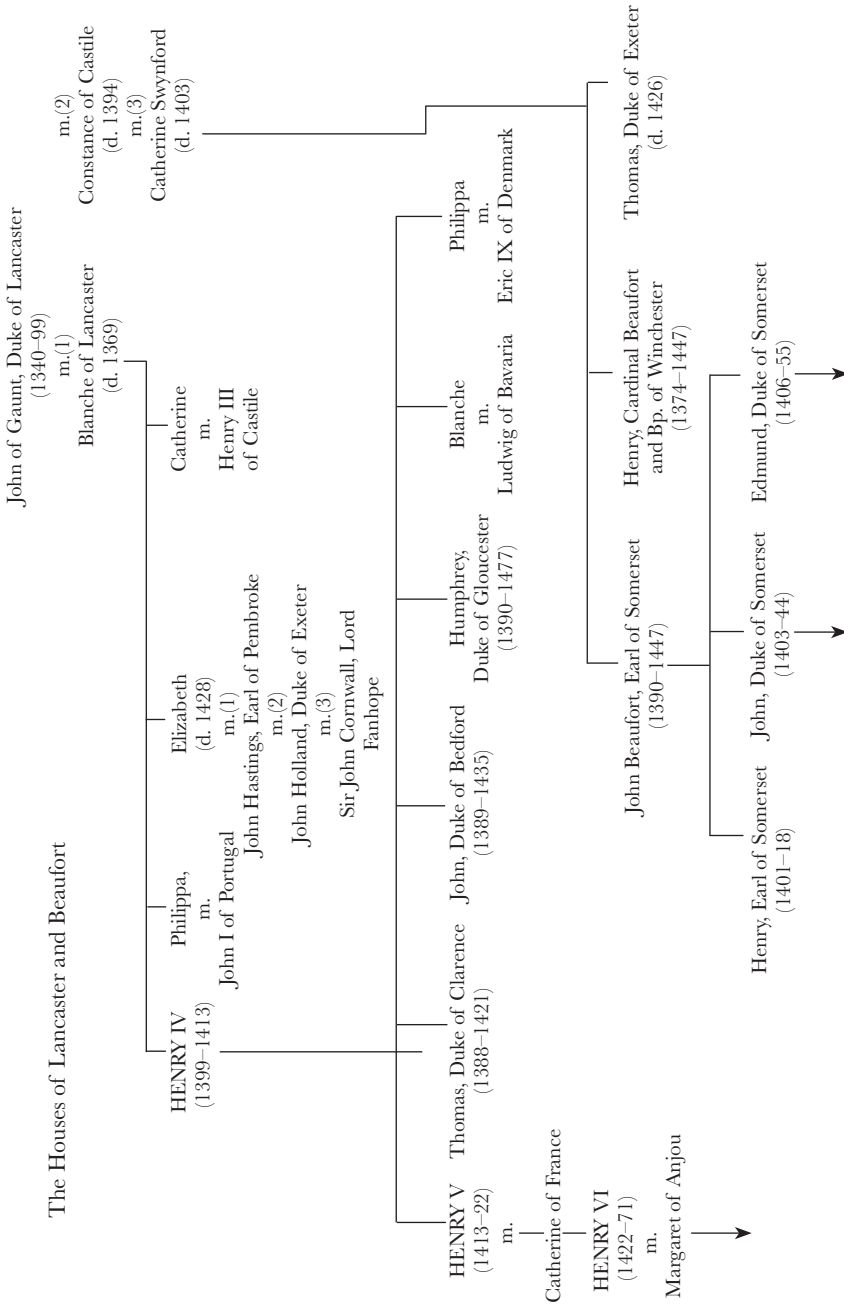 The Houses of Lancaster and Beaufort
John of Gaunt, Duke of Lancaster
(1340–99)
m.(1)
Blanche of Lancaster
(d. 1369)
m.(2)
Constance of Castile
(d. 1394)
m.(3)
Catherine Swynford
(d. 1403)
HENRY IV
(1399–1413)
Philippa,
m.
John I of Portugal
Elizabeth
(d. 1428)
m.(1)
John Hastings, Earl of Pembroke
m.(2)
John Holland, Duke of Exeter
m.(3)
Sir John Cornwall, Lord
Fanhope
Catherine
m.
Henry III
of Castile
HENRY V
(1413–22)
m.
Catherine of France
HENRY VI
(1422–71)
m.
Margaret of Anjou
Thomas, Duke of Clarence
(1388–1421)
John, Duke of Bedford
(1389–1435)
Humphrey,
Duke of Gloucester
(1390–1477)
Blanche
m.
Ludwig of Bavaria
Philippa
m.
Eric IX of Denmark
John Beaufort, Earl of Somerset
(1390–1447)
Henry, Cardinal Beaufort
and Bp. of Winchester
(1374–1447)
Thomas, Duke of Exeter
(d. 1426)
Henry, Earl of Somerset
(1401–18)
John, Duke of Somerset
(1403–44)
Edmund, Duke of Somerset
(1406–55)